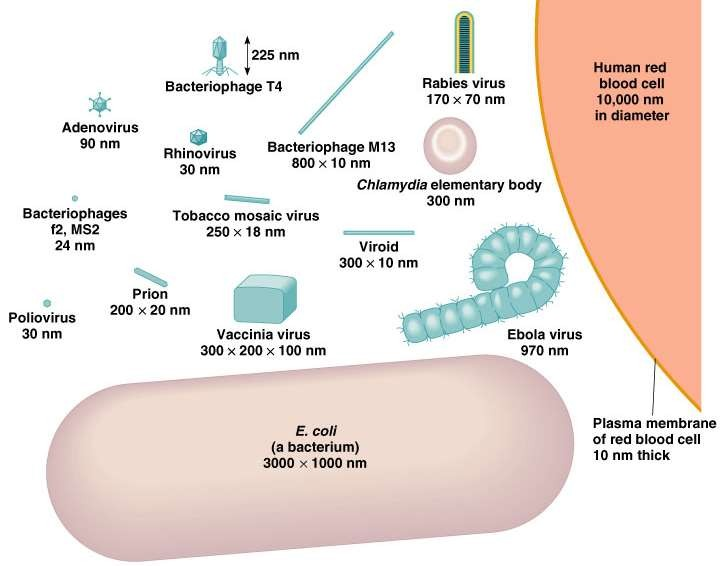 225 nm
Bacteriophage T4
Rabies virus
170 × 70 nm
Human red
blood cell
10,000 nm
in diameter
Adenovirus
90 nm
Rhinovirus
30 nm
Bacteriophage M13
800 × 10 nm
Chlamydia elementary body
300 nm
Bacteriophages
f2, MS2
24 nm
Tobacco mosaic virus
250 × 18 nm
Viroid
300 × 10 nm
Prion
200 × 20 nm
Poliovirus
30 nm
Vaccinia virus
300 × 200 × 100 nm
Ebola virus
970 nm
Plasma membrane
of red blood cell
10 nm thick
E. coli
(a bacterium)
3000 × 1000 nm